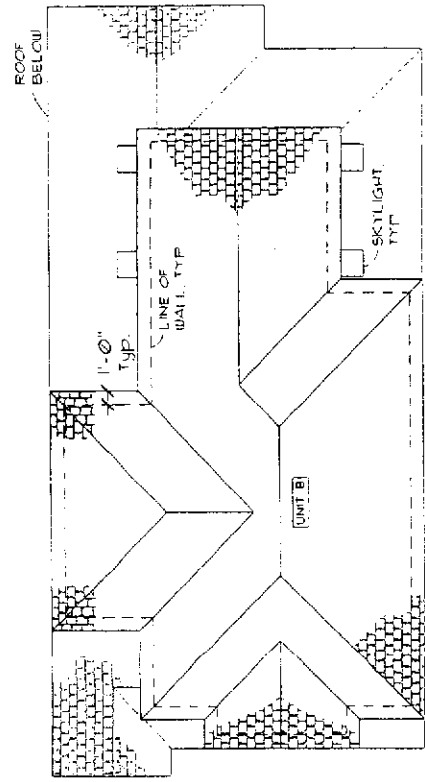 ROOF
BELOW
1'-0"
TYP.
LINE OF
WALL, TYP
SKYLIGHT,
TYP
UNIT B